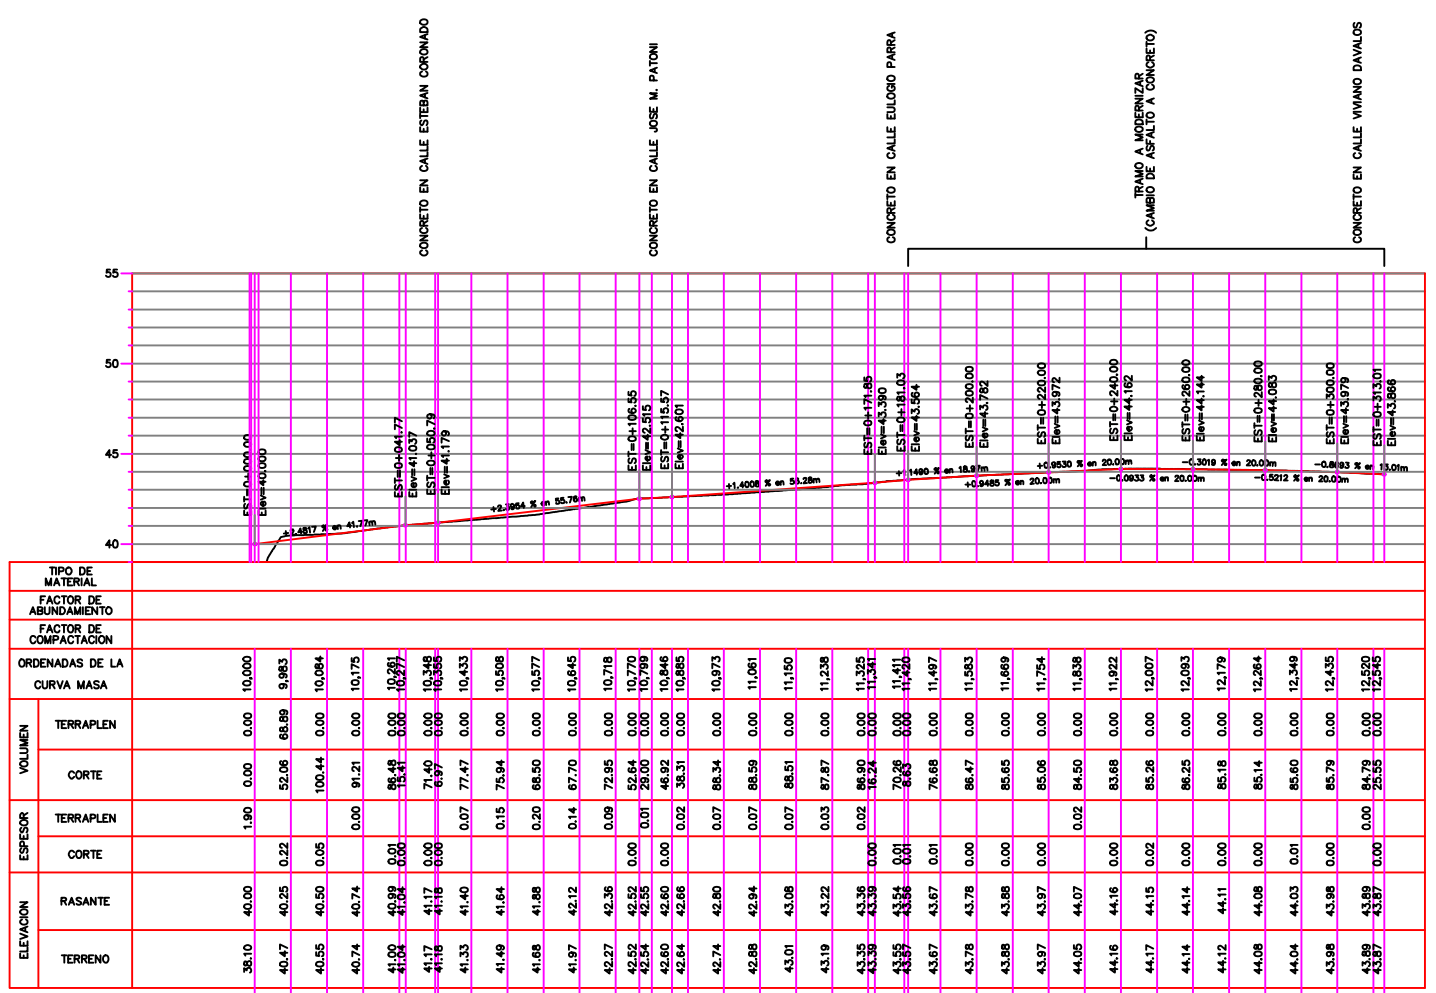 CONCRETO EN CALLE ESTEBAN CORONADO
CONCRETO EN CALLE JOSE M. PATONI
CONCRETO EN CALLE EULOGIO PARRA
TRAMO A MODERNIZAR
(CAMBIO DE ASFALTO A CONCRETO)
CONCRETO EN CALLE VIVIANO DAVALOS
55
50
45
40
EST=0+000.00
Elev=40.000
EST=0+041.77
Elev=41.037
EST=0+050.79
Elev=41.179
EST=0+106.55
Elev=42.515
EST=0+115.57
Elev=42.601
EST=0+171.85
Elev=43.390
EST=0+181.03
Elev=43.564
EST=0+200.00
Elev=43.782
EST=0+220.00
Elev=43.972
EST=0+240.00
Elev=44.162
EST=0+260.00
Elev=44.144
EST=0+280.00
Elev=44.083
EST=0+300.00
Elev=43.979
EST=0+313.01
Elev=43.866
% en 41.77m
% en 55.76m
+1.4008 % en 56.28m
% en 18.97m
+0.9485 % en 20.00m
+0.9530 % en 20.00m
-0.0933 % en 20.00m
-0.3019 % en 20.00m
-0.5212 % en 20.00m
% en 13.01m
TIPO DE
MATERIAL
FACTOR DE
ABUNDAMIENTO
FACTOR DE
COMPACTACION
ORDENADAS DE LA
CURVA MASA
10,000 9,983 10,084 10,175 10,261 10,277 10,348 10,355 10,433 10,508 10,577 10,645 10,718 10,770 10,799 10,846 10,885 10,973 11,061 11,150 11,238 11,325 11,341 11,411 11,420 11,497 11,583 11,669 11,754 11,838 11,922 12,007 12,093 12,179 12,264 12,349 12,435 12,520 12,545
VOLUMEN
TERRAPLEN
0.00 68.89 0.00 0.00 0.00 0.00 0.00 0.00 0.00 0.00 0.00 0.00 0.00 0.00 0.00 0.00 0.00 0.00 0.00 0.00 0.00 0.00 0.00 0.00 0.00 0.00 0.00 0.00 0.00 0.00 0.00 0.00 0.00 0.00 0.00 0.00 0.00 0.00 0.00
CORTE
0.00 52.06 100.44 91.21 86.48 15.41 71.40 6.97 77.47 75.94 68.50 67.70 72.95 52.64 29.00 46.92 38.31 88.34 88.59 88.51 87.87 86.90 16.24 70.26 8.63 76.68 86.47 85.65 85.06 84.50 83.68 85.26 86.25 85.18 85.14 85.60 85.79 84.79 25.55
ESPESOR
TERRAPLEN
1.90 0.00 0.07 0.15 0.20 0.14 0.09 0.01 0.02 0.07 0.07 0.07 0.03 0.02 0.02 0.00
CORTE
0.22 0.05 0.01 0.00 0.00 0.00 0.00 0.00 0.00 0.01 0.01 0.01 0.00 0.00 0.00 0.00 0.02 0.00 0.00 0.00 0.01 0.00 0.00
ELEVACION
RASANTE
40.00 40.25 40.50 40.74 40.99 41.04 41.17 41.18 41.40 41.64 41.88 42.12 42.36 42.52 42.55 42.60 42.66 42.80 42.94 43.08 43.22 43.36 43.39 43.54 43.56 43.67 43.78 43.88 43.97 44.07 44.16 44.15 44.14 44.11 44.08 44.03 43.98 43.89 43.87
TERRENO
38.10 40.47 40.55 40.74 41.00 41.04 41.17 41.18 41.33 41.49 41.68 41.97 42.27 42.52 42.54 42.60 42.64 42.74 42.88 43.01 43.19 43.35 43.39 43.55 43.57 43.67 43.78 43.88 43.97 44.05 44.16 44.17 44.14 44.12 44.08 44.04 43.98 43.89 43.87